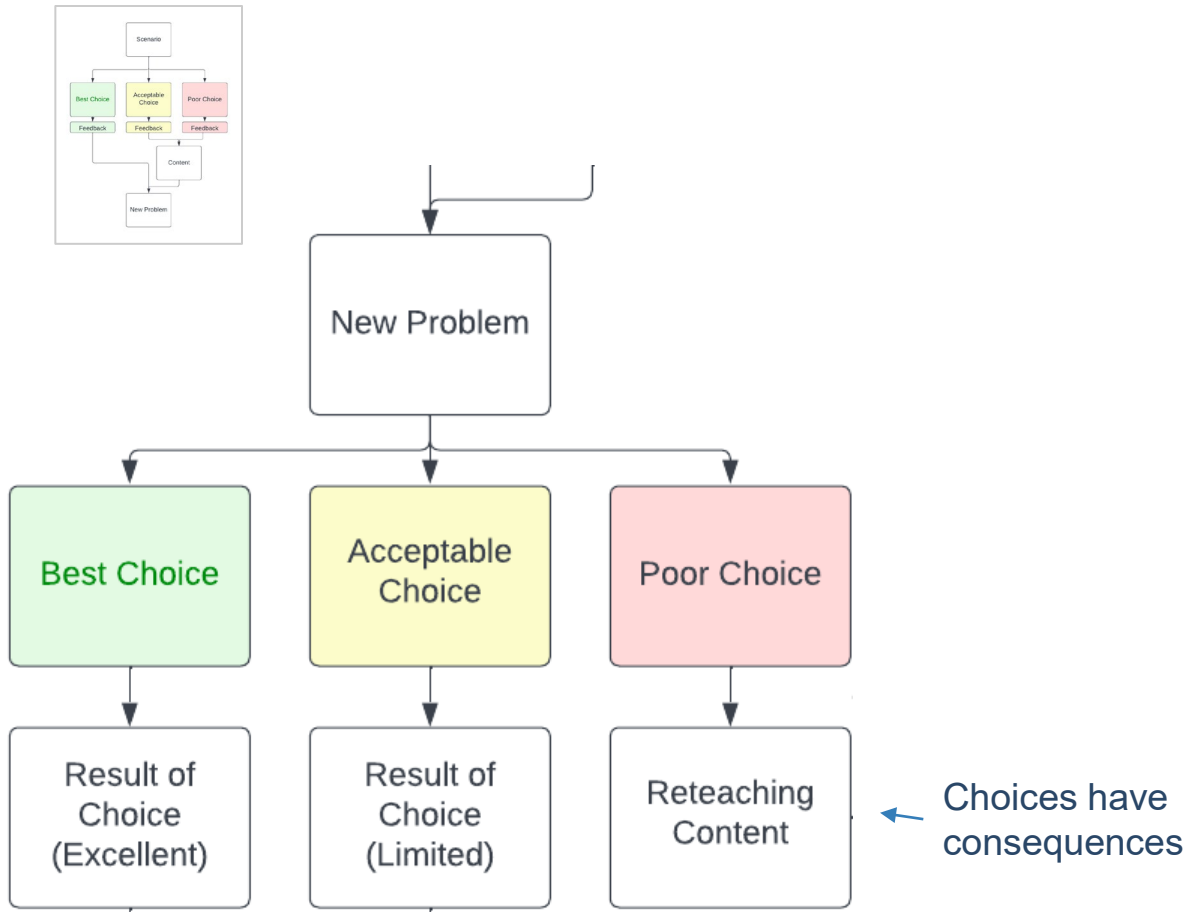 Scenario
Best Choice
Acceptable
Choice
Poor Choice
Feedback
Feedback
Feedback
Content
New Problem
New Problem
Best Choice
Acceptable
Choice
Poor Choice
Result of
Choice
(Excellent)
Result of
Choice
(Limited)
Reteaching
Content
Choices have
consequences